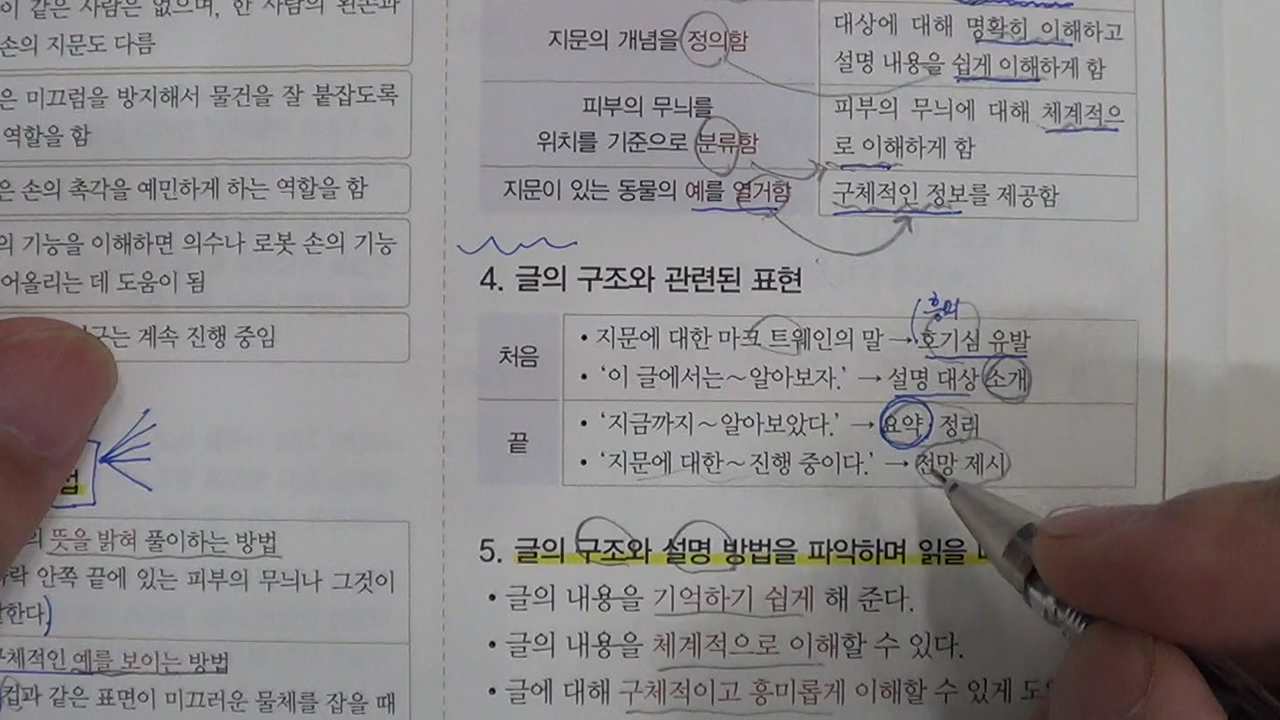 이 같은 사람은 없으며, 한 사람의 왼손과
손의 지문도 다름
은 미끄럼을 방지해서 물건을 잘 붙잡도록
역할을 함
은 손의 촉각을 예민하게 하는 역할을 함
의 기능을 이해하면 의수나 로봇 손의 기능
어올리는 데 도움이 됨
구는 계속 진행 중임
법
의 뜻을 밝혀 풀이하는 방법
락 안쪽 끝에 있는 피부의 무늬나 그것이
한다.
구체적인 예를 보이는 방법
컵과 같은 표면이 미끄러운 물체를 잡을 때
지문의 개념을 정의함
대상에 대해 명확히 이해하고
설명 내용을 쉽게 이해하게 함
피부의 무늬를
위치를 기준으로 분류함
피부의 무늬에 대해 체계적으
로 이해하게 함
지문이 있는 동물의 예를 열거함
구체적인 정보를 제공함
4. 글의 구조와 관련된 표현
흥미
처음
• 지문에 대한 마크 트웨인의 말 → 호기심 유발
• ‘이 글에서는~알아보자.’ → 설명 대상 소개
끝
• ‘지금까지~알아보았다.’ → 요약, 정리
• ‘지문에 대한~진행 중이다.’ → 전망 제시
5. 글의 구조와 설명 방법을 파악하며 읽을
• 글의 내용을 기억하기 쉽게 해 준다.
• 글의 내용을 체계적으로 이해할 수 있다.
• 글에 대해 구체적이고 흥미롭게 이해할 수 있게